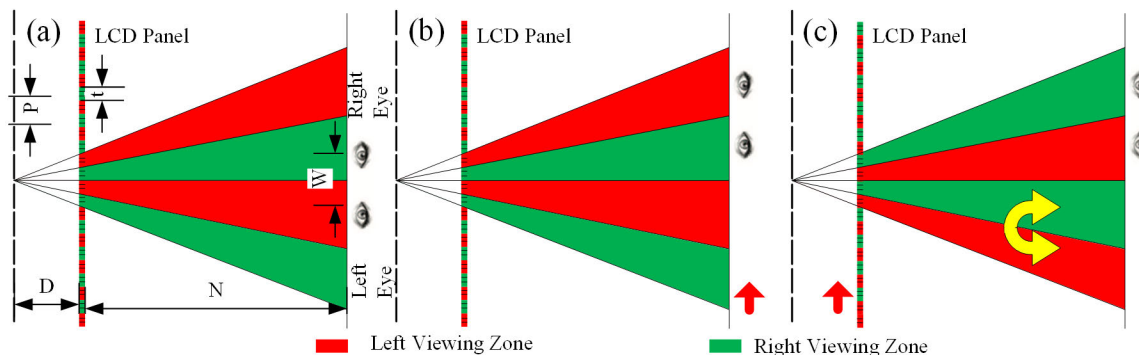 (a)
LCD Panel
P
t
Right
Eye
W
D
N
Left
Eye
(b)
LCD Panel
(c)
LCD Panel
Left Viewing Zone
Right Viewing Zone